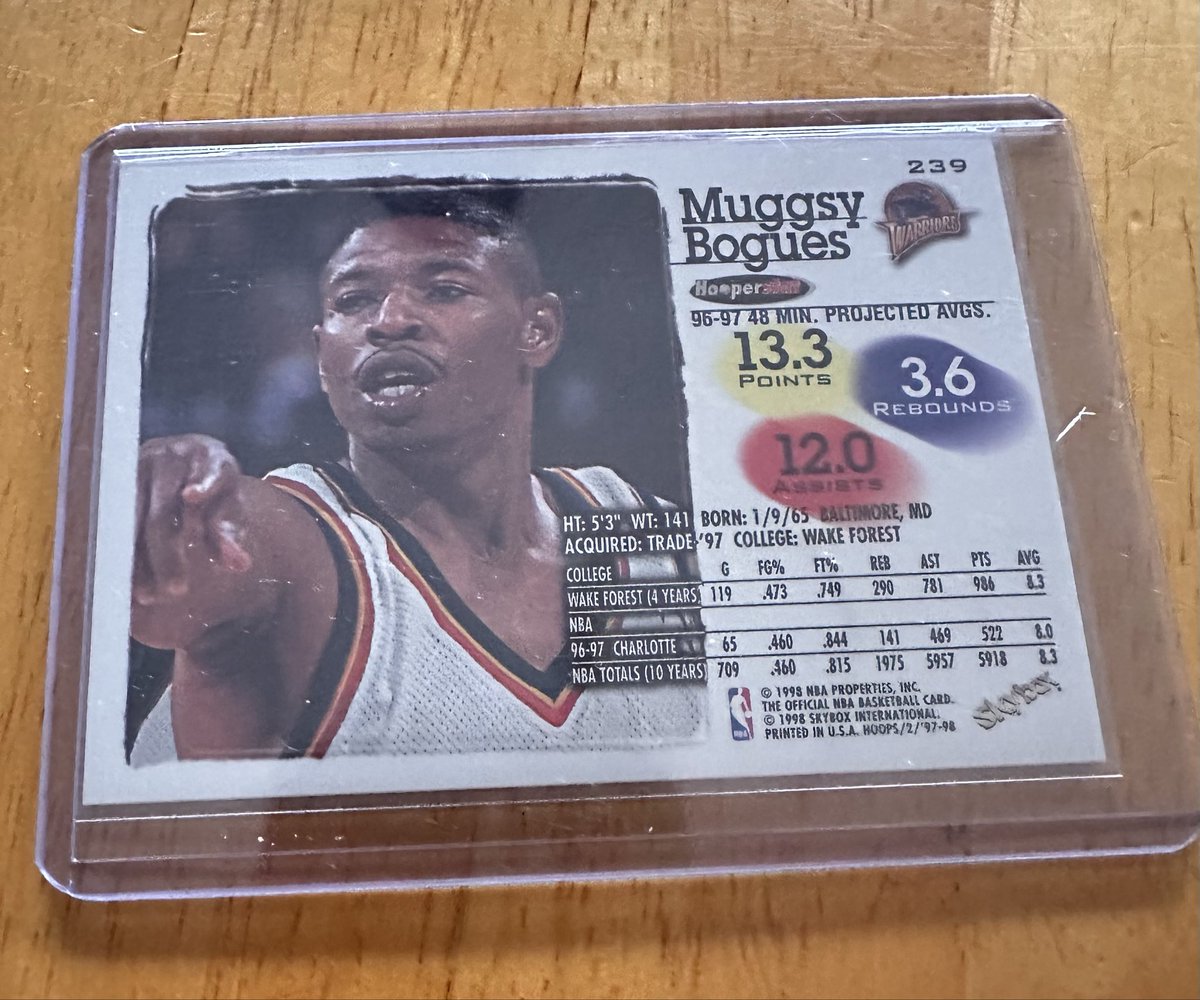 239
Muggsy
Bogues
WARRIORS
Hooperstats
96-97 48 MIN. PROJECTED AVGS.
13.3
POINTS
3.6
REBOUNDS
12.0
ASSISTS
HT: 5'3" WT: 141 BORN: 1/9/65 BALTIMORE, MD
ACQUIRED: TRADE-'97 COLLEGE: WAKE FOREST
COLLEGE G FG% FT% REB AST PTS AVG
WAKE FOREST (4 YEARS) 119 .473 .749 290 781 986 8.3
NBA
96-97 CHARLOTTE 65 .460 .844 141 469 522 8.0
NBA TOTALS (10 YEARS) 709 .460 .815 1975 5957 5918 8.3
NBA
© 1998 NBA PROPERTIES, INC.
THE OFFICIAL NBA BASKETBALL CARD.
© 1998 SKYBOX INTERNATIONAL.
PRINTED IN U.S.A. HOOPS/2/'97-98
Skybox